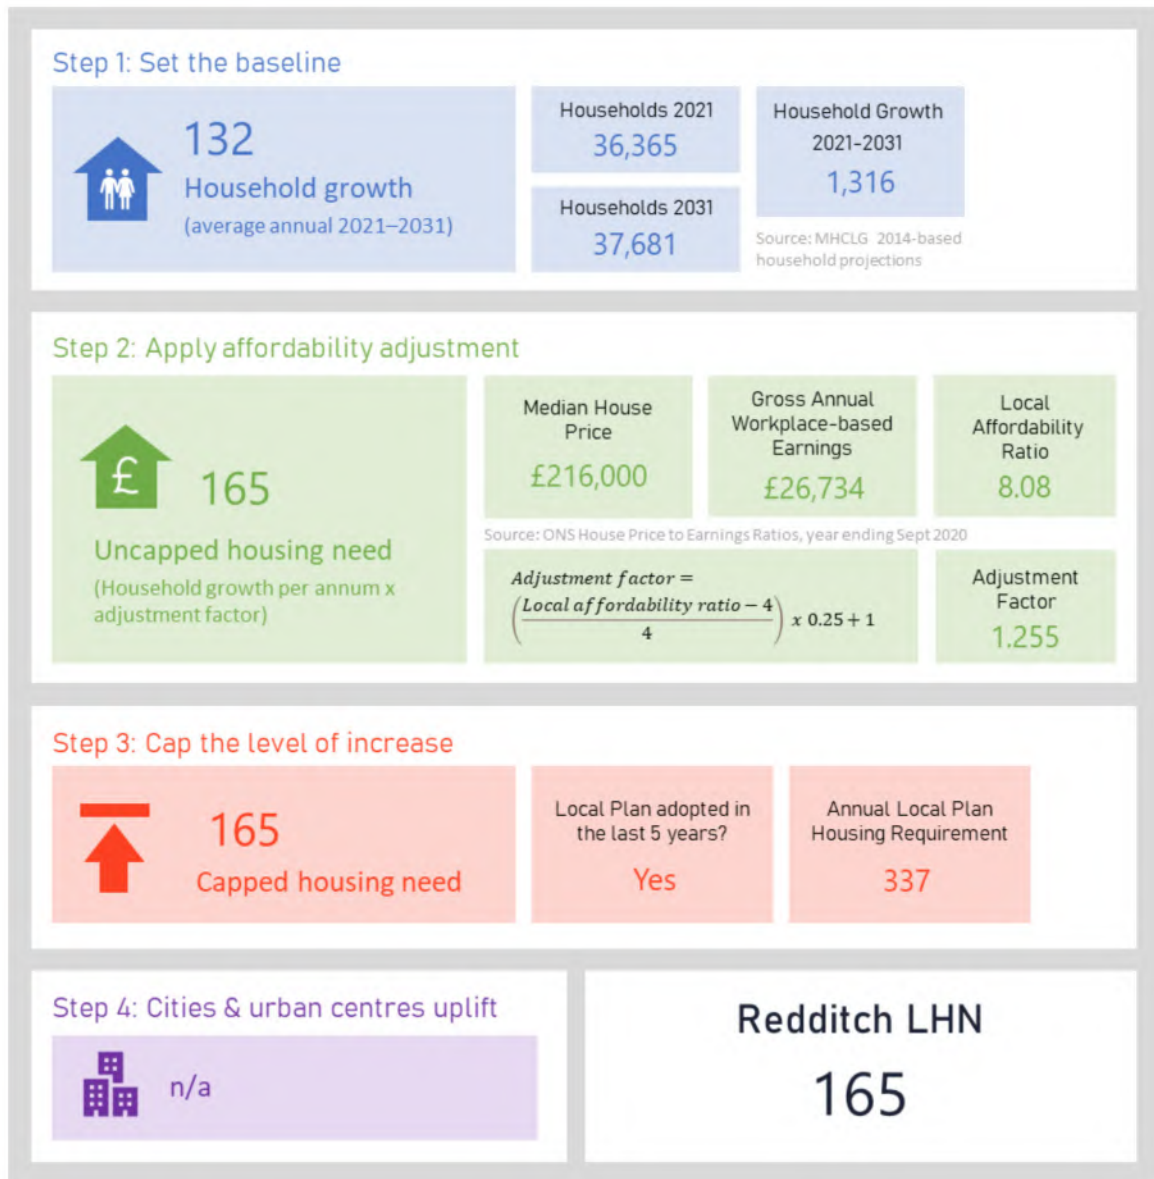 Step 1: Set the baseline
132
Household growth
(average annual 2021–2031)
Households 2021
36,365
Households 2031
37,681
Household Growth
2021-2031
1,316
Source: MHCLG 2014-based
household projections
Step 2: Apply affordability adjustment
£
165
Uncapped housing need
(Household growth per annum x
adjustment factor)
Median House
Price
£216,000
Gross Annual
Workplace-based
Earnings
£26,734
Local
Affordability
Ratio
8.08
Source: ONS House Price to Earnings Ratios, year ending Sept 2020
Adjustment factor =
(Local affordability ratio − 4
4) x 0.25 + 1
Adjustment
Factor
1.255
Step 3: Cap the level of increase
165
Capped housing need
Local Plan adopted in
the last 5 years?
Yes
Annual Local Plan
Housing Requirement
337
Step 4: Cities & urban centres uplift
n/a
Redditch LHN
165